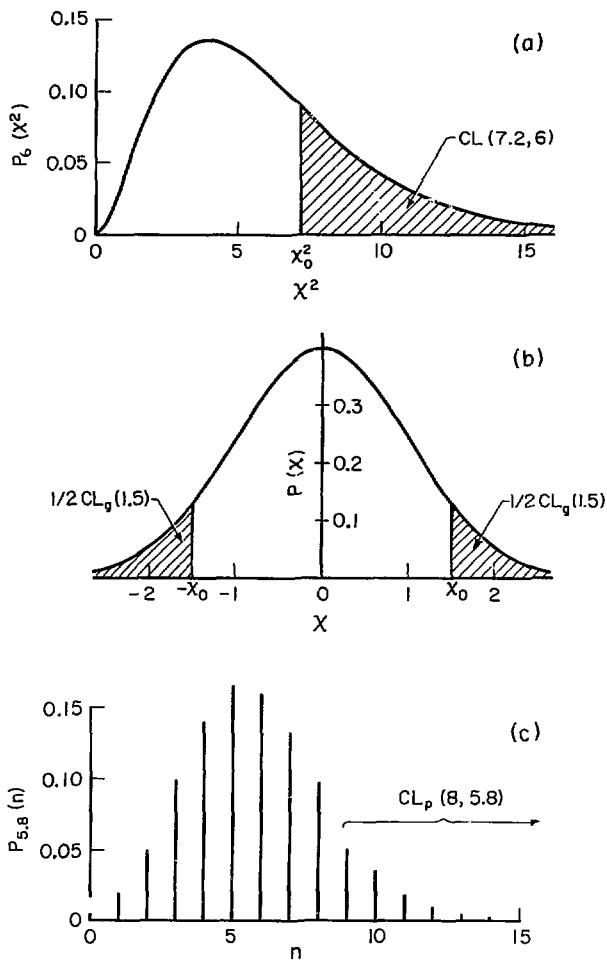 (a)
0.15
0.10
0.05
0
P₆ (χ²)
CL (7.2, 6)
0 5 χ₀² 10 15
χ²
(b)
0.3
0.2
0.1
P (χ)
1/2 CLg (1.5)
1/2 CLg (1.5)
-2 -χ₀ -1 0 1 χ₀ 2
χ
(c)
0.15
0.10
0.05
0
P₅.₈ (n)
CLp (8, 5.8)
0 5 10 15
n